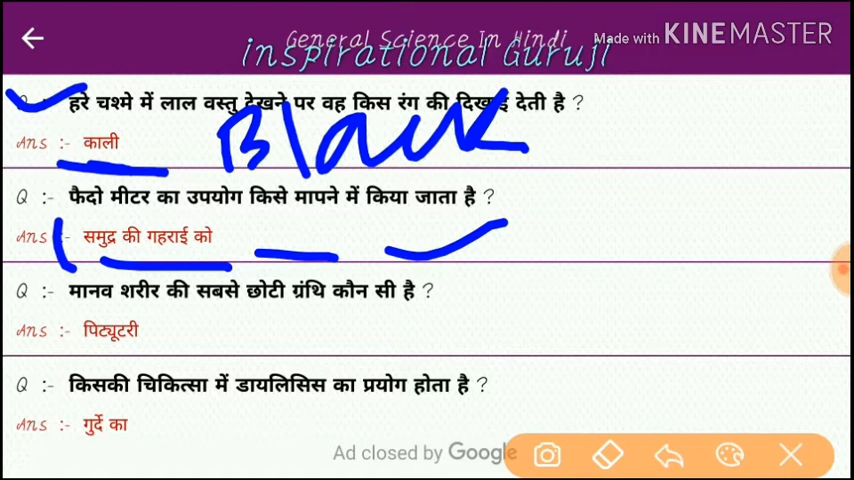 General Science In Hindi
inspirational Guruji
Made with KINEMASTER
Q :- हरे चश्मे में लाल वस्तु देखने पर वह किस रंग की दिखाई देती है ?
Ans :- काली
Black
Q :- फैदो मीटर का उपयोग किसे मापने में किया जाता है ?
Ans :- समुद्र की गहराई को
Q :- मानव शरीर की सबसे छोटी ग्रंथि कौन सी है ?
Ans :- पिट्यूटरी
Q :- किसकी चिकित्सा में डायलिसिस का प्रयोग होता है ?
Ans :- गुर्दे का
Ad closed by Google